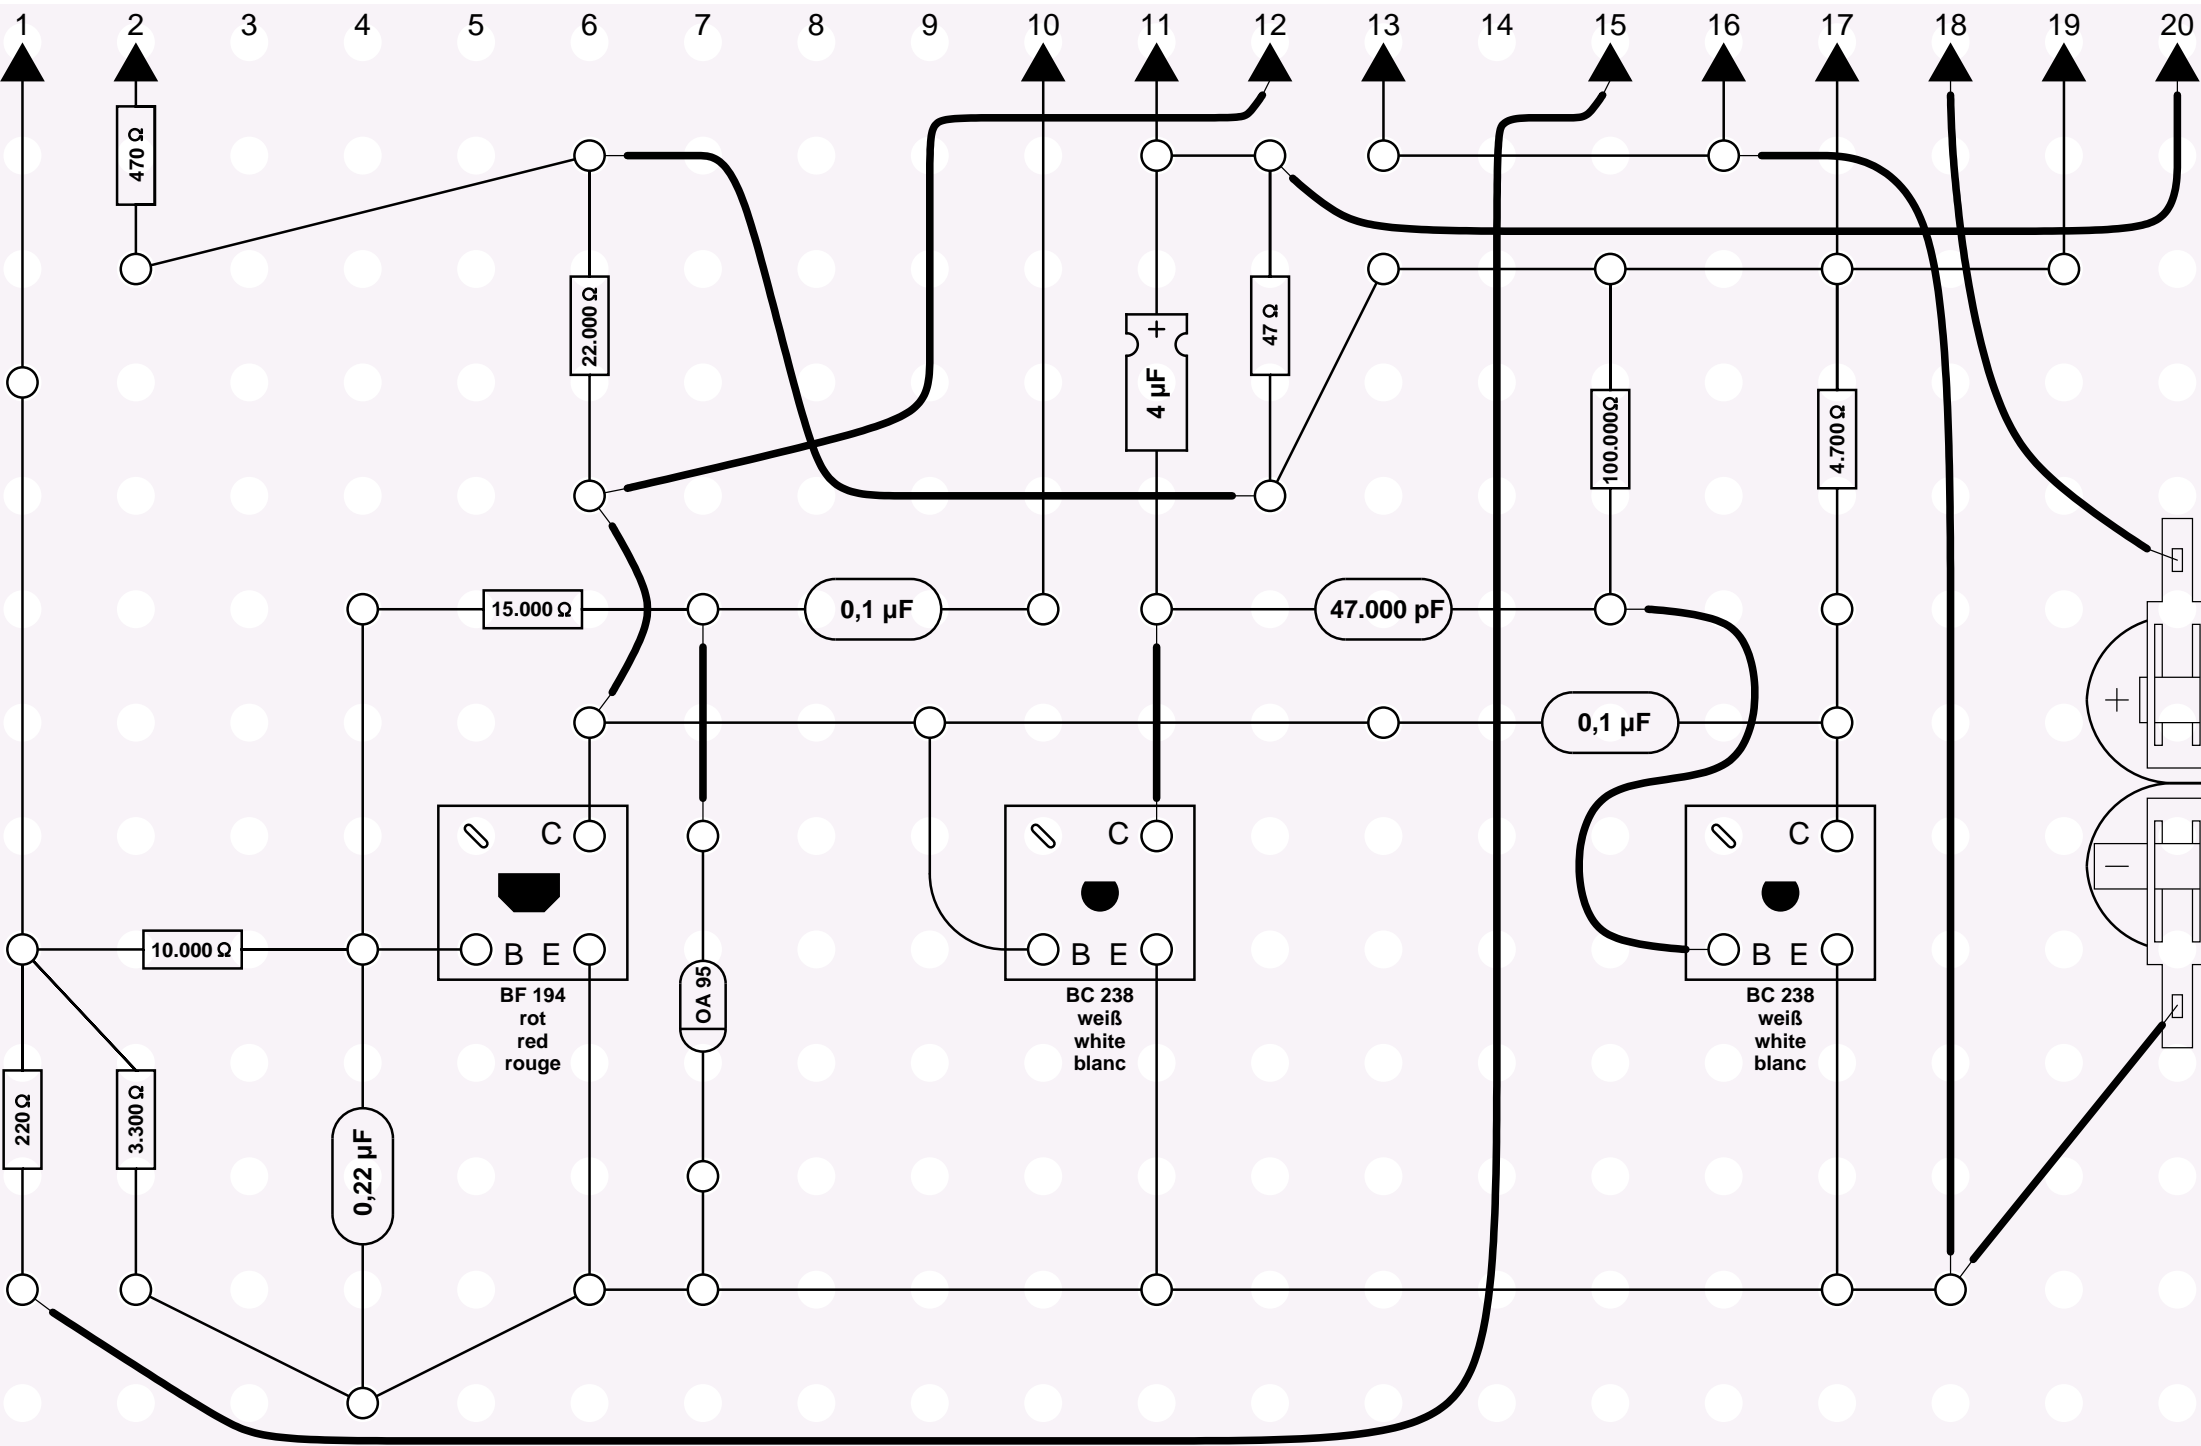 1 2 3 4 5 6 7 8 9 10 11 12 13 14 15 16 17 18 19 20
470 Ω
22.000 Ω
+
4 µF
47 Ω
100.000Ω
4.700 Ω
15.000 Ω
0,1 µF
47.000 pF
0,1 µF
+
C
C
C
−
10.000 Ω
B E
B E
B E
OA 95
BF 194
rot
red
rouge
BC 238
weiß
white
blanc
BC 238
weiß
white
blanc
220 Ω
3.300 Ω
0,22 µF